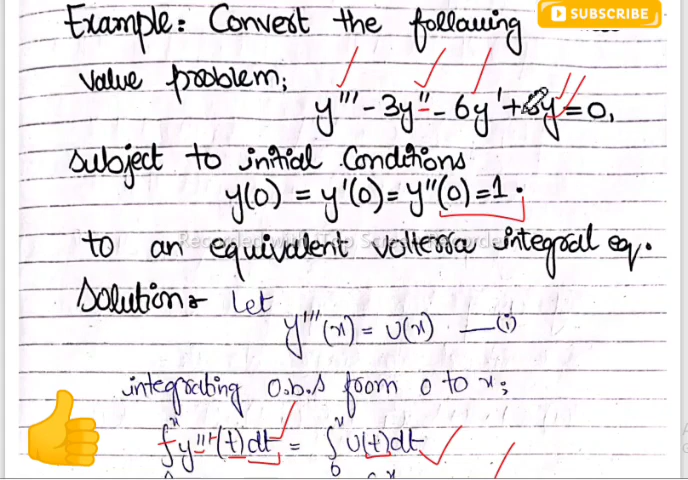 Example: Convert the following
SUBSCRIBE
value problem;
y''' - 3y'' - 6y' + 5y = 0,
subject to initial Conditions
y(0) = y'(0) = y''(0) = 1.
to an equivalent volterra integral eq.
Solution:- Let
y'''(x) = u(x) —(i)
integrating o.b.s from 0 to x;
∫ˣ y'''(t)dt = ∫₀ˣ u(t)dt